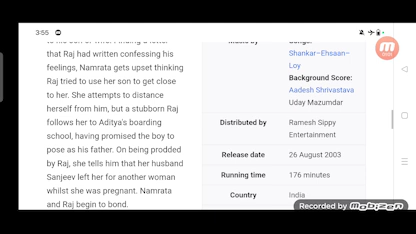 3:55
that Raj had written confessing his
feelings, Namrata gets upset thinking
Raj tried to use her son to get close
to her. She attempts to distance
herself from him, but a stubborn Raj
follows her to Aditya's boarding
school, having promised the boy to
pose as his father. On being prodded
by Raj, she tells him that her husband
Sanjeev left her for another woman
whilst she was pregnant. Namrata
and Raj begin to bond.
Shankar–Ehsaan–
Loy
Background Score:
Aadesh Shrivastava
Uday Mazumdar
Distributed by
Ramesh Sippy
Entertainment
Release date
26 August 2003
Running time
176 minutes
Country
India
Recorded by Mobizen